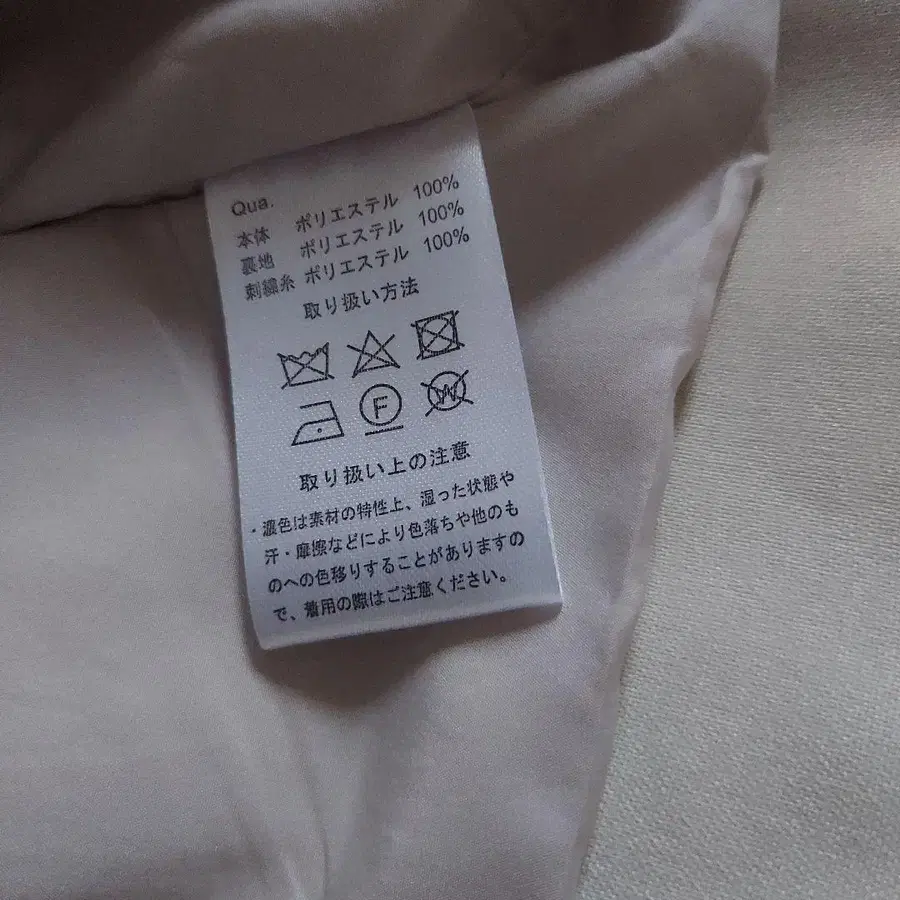 Qua.
本体 ポリエステル 100%
裏地 ポリエステル 100%
刺繍糸 ポリエステル 100%
取り扱い方法
F W
取り扱い上の注意
・濃色は素材の特性上、湿った状態や
汗・摩擦などにより色落ちや他のも
のへの色移りすることがありますの
で、着用の際はご注意ください。